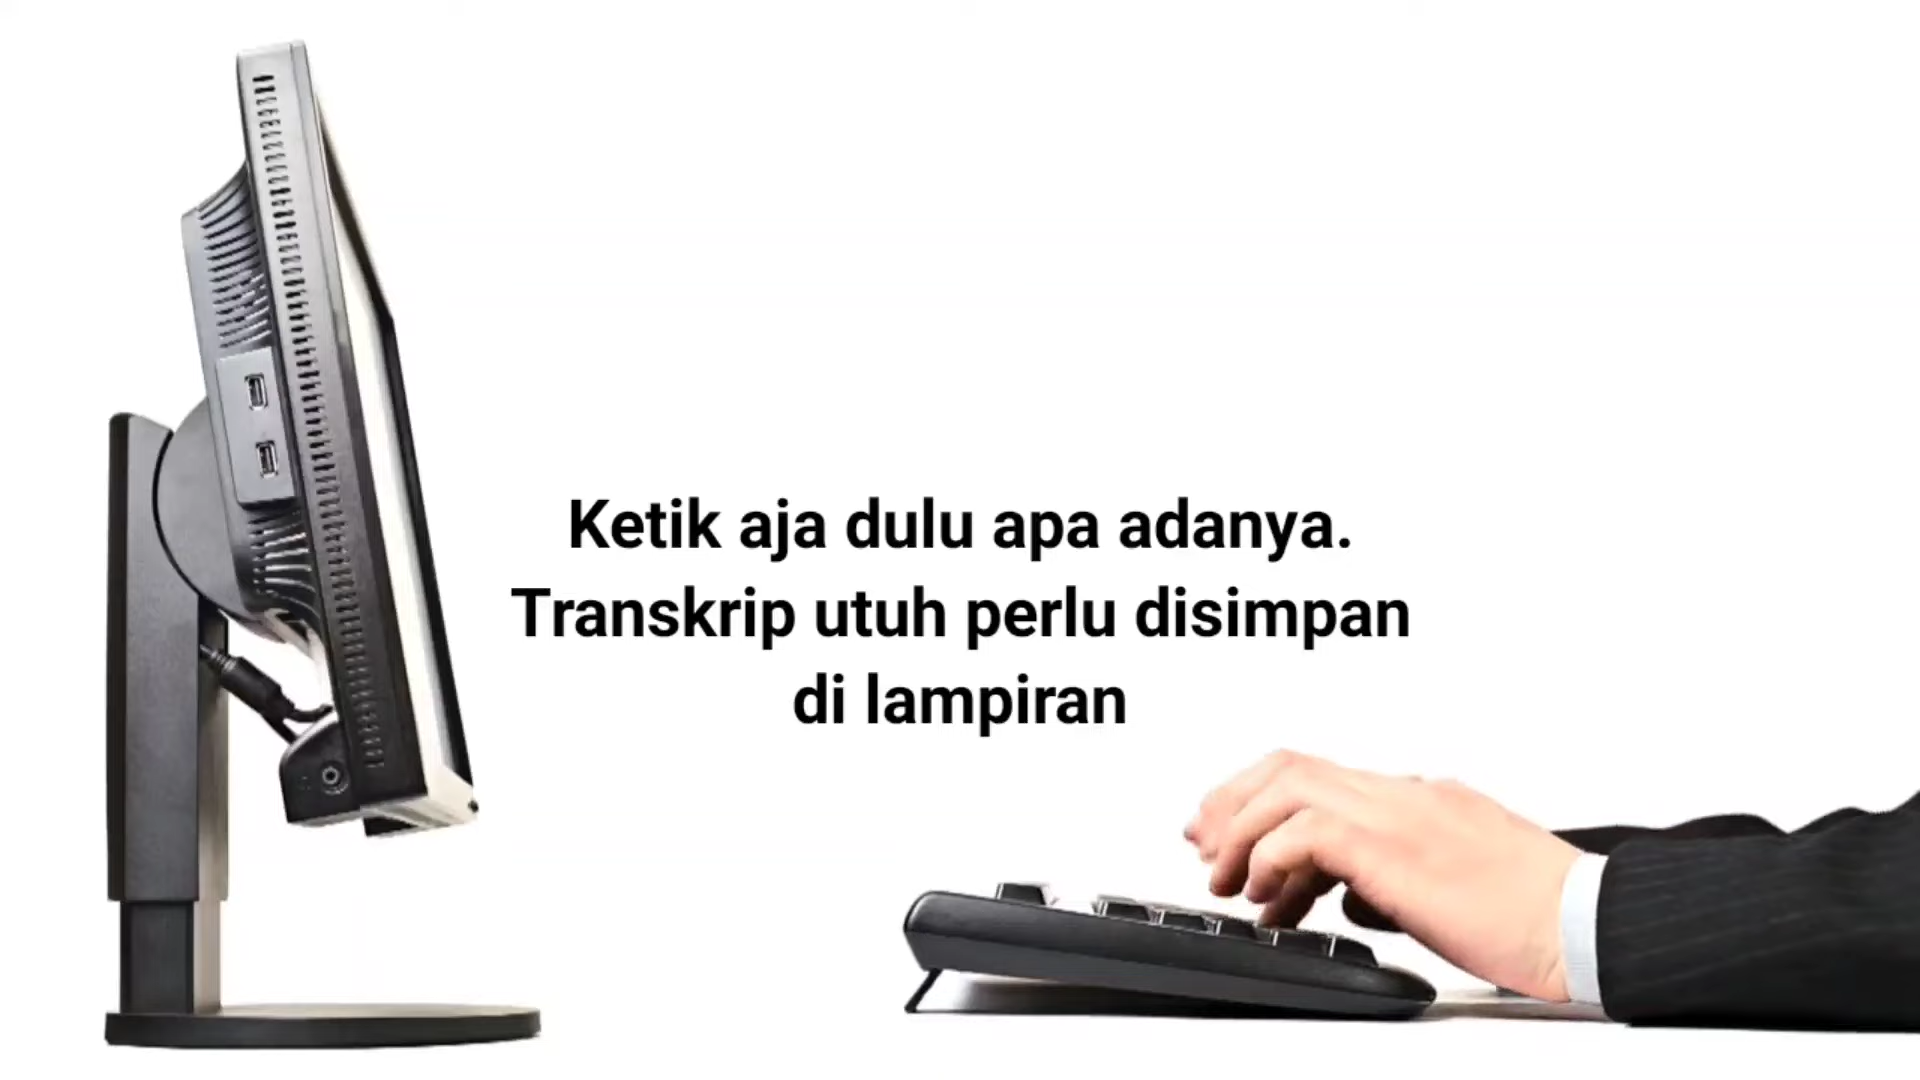 Ketik aja dulu apa adanya.
Transkrip utuh perlu disimpan
di lampiran